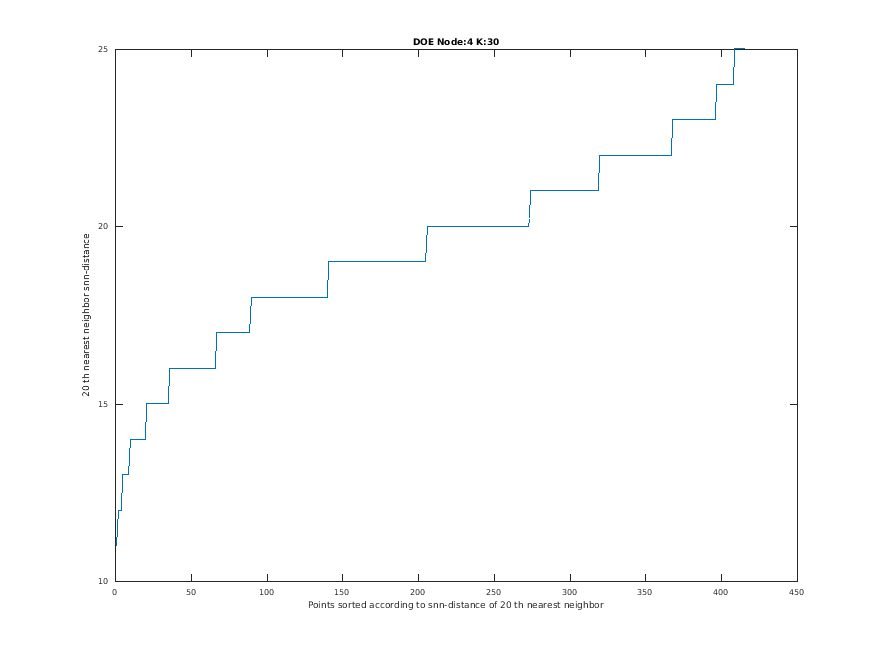 DOE Node:4 K:30
25
20
15
10
20 th nearest neighbor snn-distance
0 50 100 150 200 250 300 350 400 450
Points sorted according to snn-distance of 20 th nearest neighbor